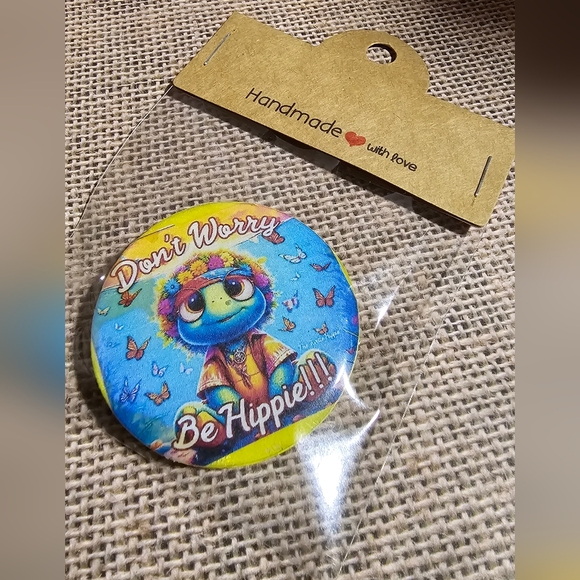 Handmade ❤ with love
Don't Worry
Be Hippie!!!